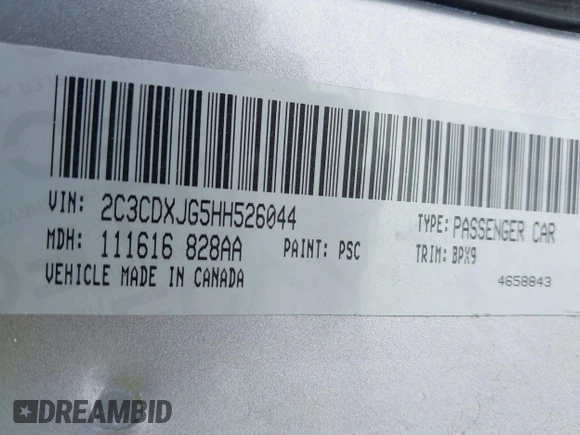 VIN: 2C3CDXJG5HH526044
TYPE: PASSENGER CAR
MDH: 111616 828AA PAINT: PSC
TRIM: BPX9
VEHICLE MADE IN CANADA
4658843
DREAMBID